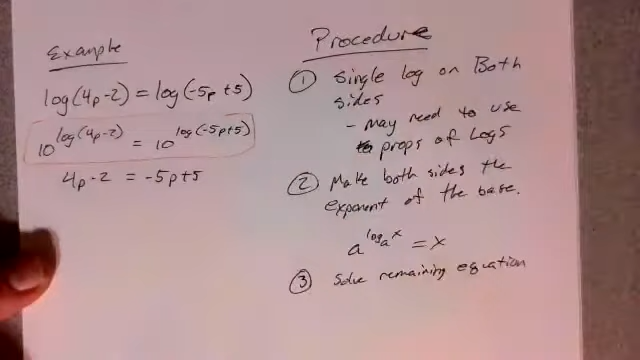 Example
log(4p-2) = log(-5p+5)
10^log(4p-2) = 10^log(-5p+5)
4p-2 = -5p+5
Procedure
① Single log on Both
sides
- may need to use
props of Logs
② Make both sides the
exponent of the base.
a^log_a x = x
③ Solve remaining equation